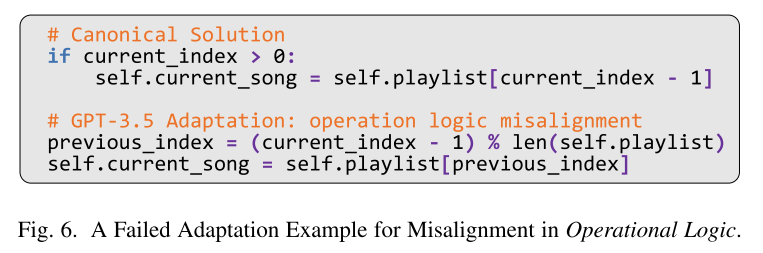 # Canonical Solution
if current_index > 0:
    self.current_song = self.playlist[current_index - 1]
# GPT-3.5 Adaptation: operation logic misalignment
previous_index = (current_index - 1) % len(self.playlist)
self.current_song = self.playlist[previous_index]
Fig. 6. A Failed Adaptation Example for Misalignment in Operational Logic.